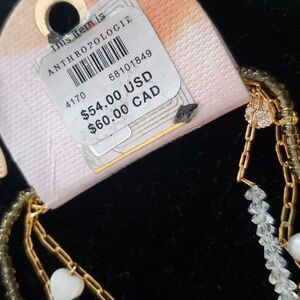 This item is
ANTHROPOLOGIE
4170 68101849
$54.00 USD
$60.00 CAD